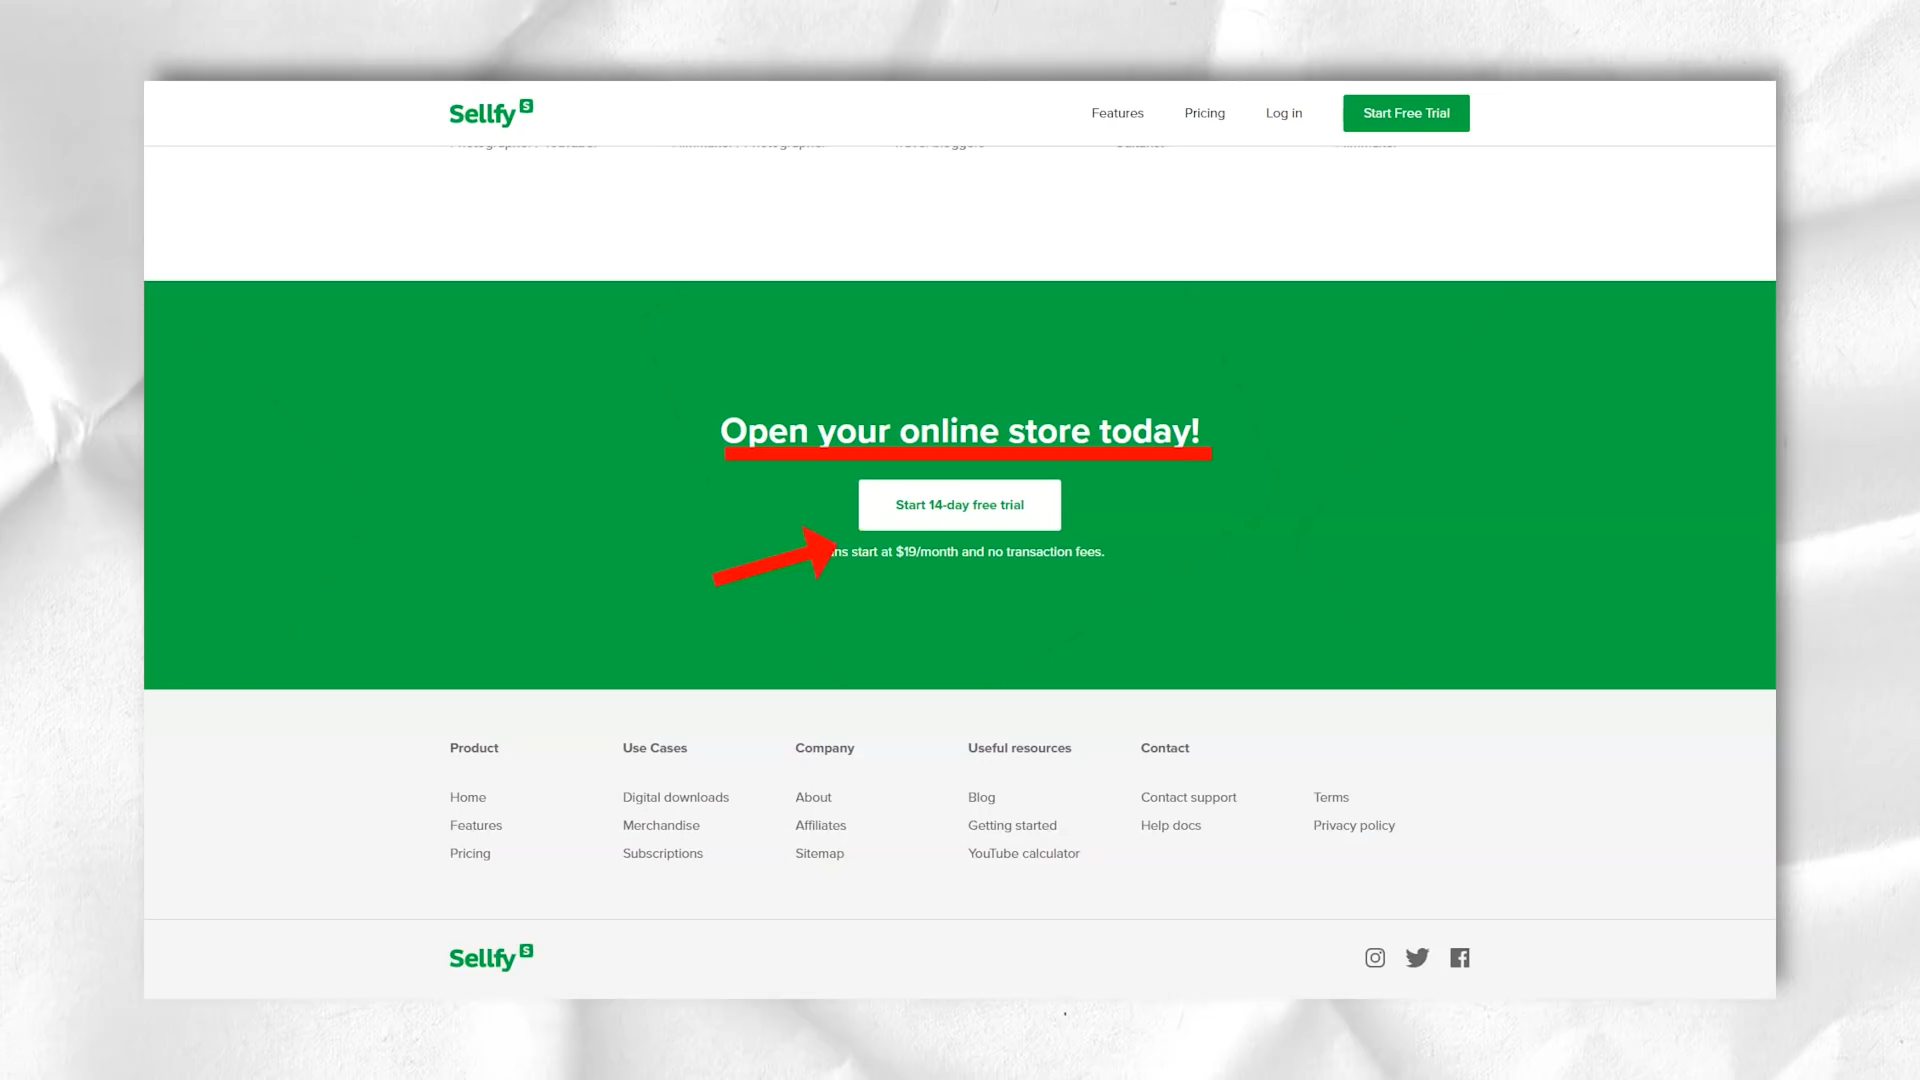 Sellfy S
Features Pricing Log in Start Free Trial
Open your online store today!
Start 14-day free trial
start at $19/month and no transaction fees.
Product Use Cases Company Useful resources Contact
Home Digital downloads About Blog Contact support Terms
Features Merchandise Affiliates Getting started Help docs Privacy policy
Pricing Subscriptions Sitemap YouTube calculator
Sellfy S